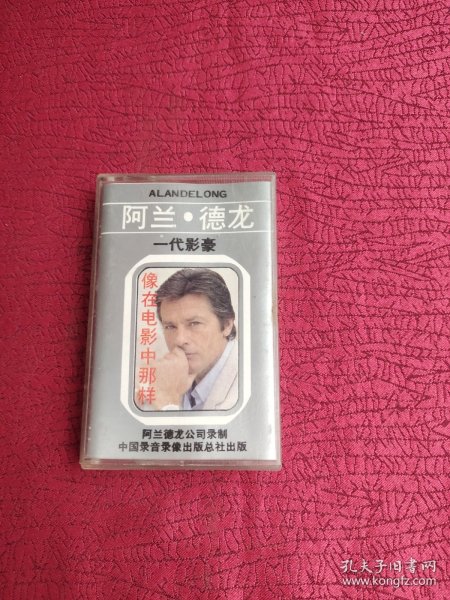 ALANDELONG
阿兰•德龙
一代影豪
像在电影中那样
阿兰德龙公司录制
中国录音录像出版总社出版
孔夫子旧书网
www.kongfz.com